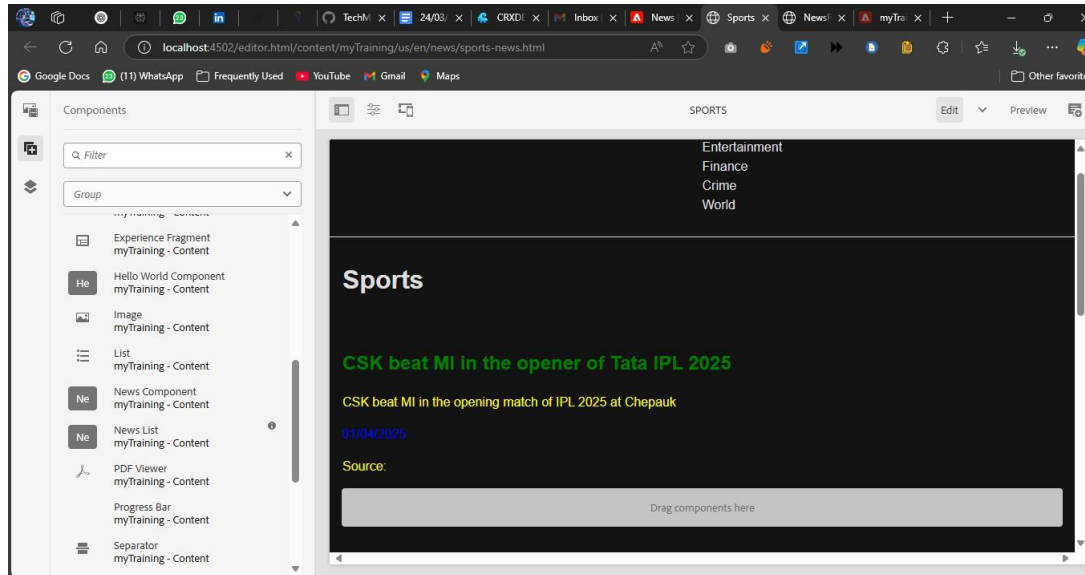 TechM
24/03/
CRXDE
Inbox
News
Sports
News
myTrai
localhost:4502/editor.html/content/myTraining/us/en/news/sports-news.html
Google Docs
(11) WhatsApp
Frequently Used
YouTube
Gmail
Maps
Other favorite
Components
SPORTS
Edit
Preview
Filter
Group
myTraining - Content
Experience Fragment
myTraining - Content
He
Hello World Component
myTraining - Content
Image
myTraining - Content
List
myTraining - Content
Ne
News Component
myTraining - Content
Ne
News List
myTraining - Content
PDF Viewer
myTraining - Content
Progress Bar
myTraining - Content
Separator
myTraining - Content
Entertainment
Finance
Crime
World
Sports
CSK beat MI in the opener of Tata IPL 2025
CSK beat MI in the opening match of IPL 2025 at Chepauk
01/04/2025
Source:
Drag components here